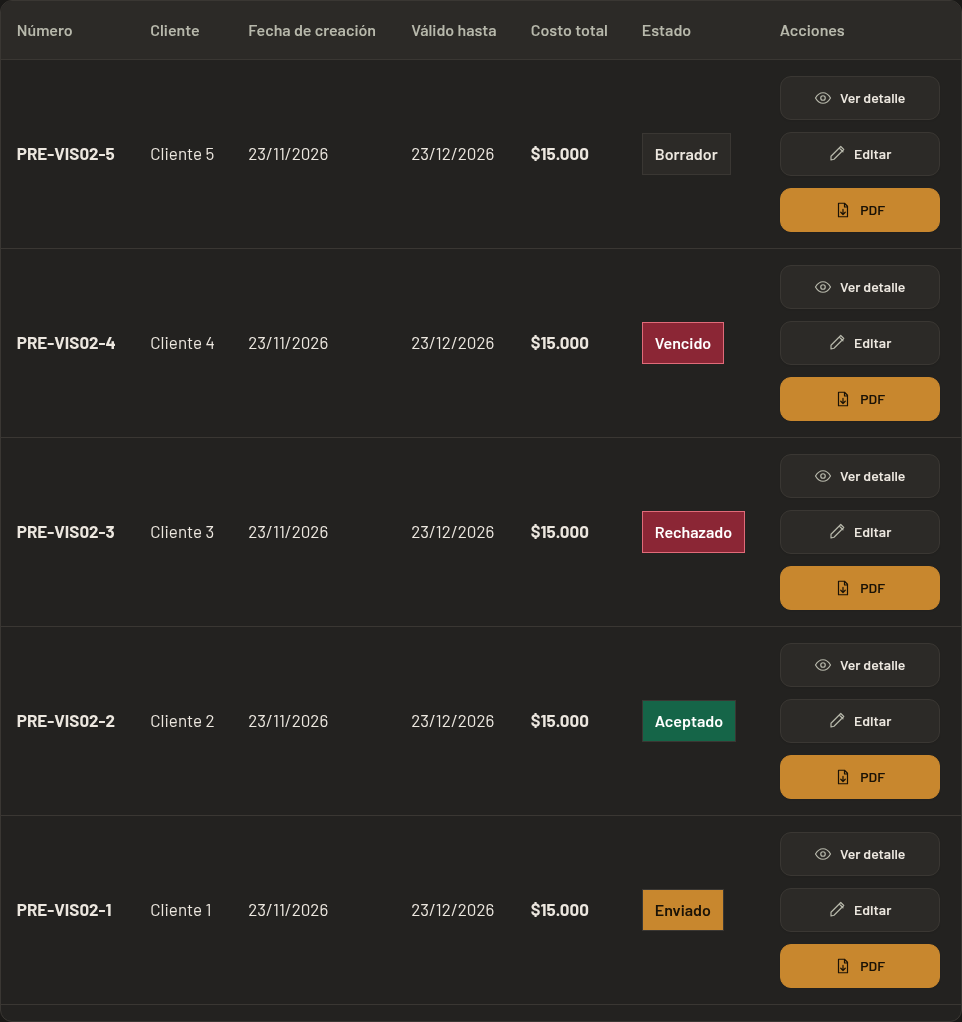 Número Cliente Fecha de creación Válido hasta Costo total Estado Acciones
Ver detalle
PRE-VIS02-5 Cliente 5 23/11/2026 23/12/2026 $15.000 Borrador Editar
PDF
Ver detalle
PRE-VIS02-4 Cliente 4 23/11/2026 23/12/2026 $15.000 Vencido Editar
PDF
Ver detalle
PRE-VIS02-3 Cliente 3 23/11/2026 23/12/2026 $15.000 Rechazado Editar
PDF
Ver detalle
PRE-VIS02-2 Cliente 2 23/11/2026 23/12/2026 $15.000 Aceptado Editar
PDF
Ver detalle
PRE-VIS02-1 Cliente 1 23/11/2026 23/12/2026 $15.000 Enviado Editar
PDF